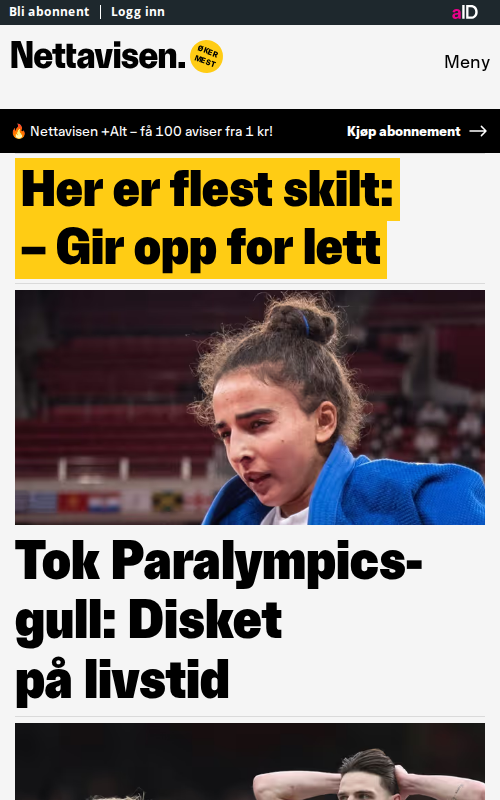 Bli abonnent | Logg inn
aID
Nettavisen.
ØKER
MEST
Meny
🔥 Nettavisen +Alt – få 100 aviser fra 1 kr!
Kjøp abonnement →
Her er flest skilt:
– Gir opp for lett
Tok Paralympics-
gull: Disket
på livstid